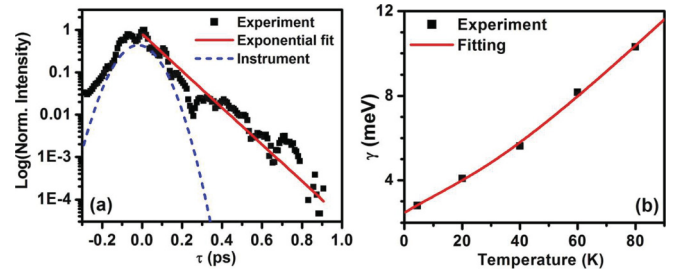 Log(Norm. Intensity)
1
0.1
0.01
1E-3
1E-4
Experiment
Exponential fit
Instrument
(a)
-0.2 0.0 0.2 0.4 0.6 0.8 1.0
τ (ps)
γ (meV)
12
8
4
Experiment
Fitting
(b)
0 20 40 60 80
Temperature (K)